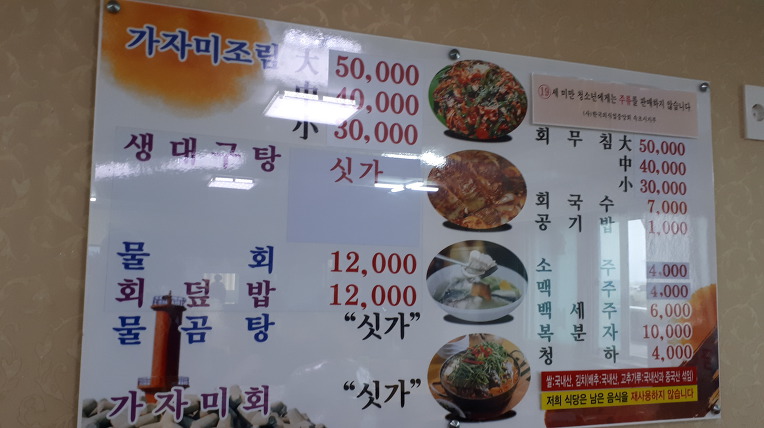 가자미조림 大 50,000
中 40,000
小 30,000
생대구탕 싯가
물회 12,000
회덮밥 12,000
물곰탕 “싯가”
가자미회 “싯가”
19세 미만 청소년에게는 주류를 판매하지 않습니다
회무침 大 50,000
中 40,000
小 30,000
회국수 7,000
공기밥 1,000
소주 4,000
맥주 4,000
백세주 6,000
복분자 10,000
청하 4,000
쌀:국내산, 김치(배추:국내산, 고추가루:국내산과 중국산 섞임)
저희 식당은 남은 음식을 재사용하지 않습니다